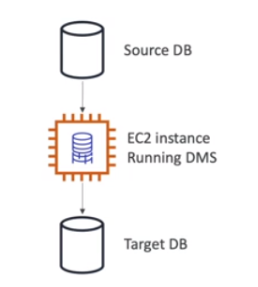 Source DB
EC2 instance
Running DMS
Target DB